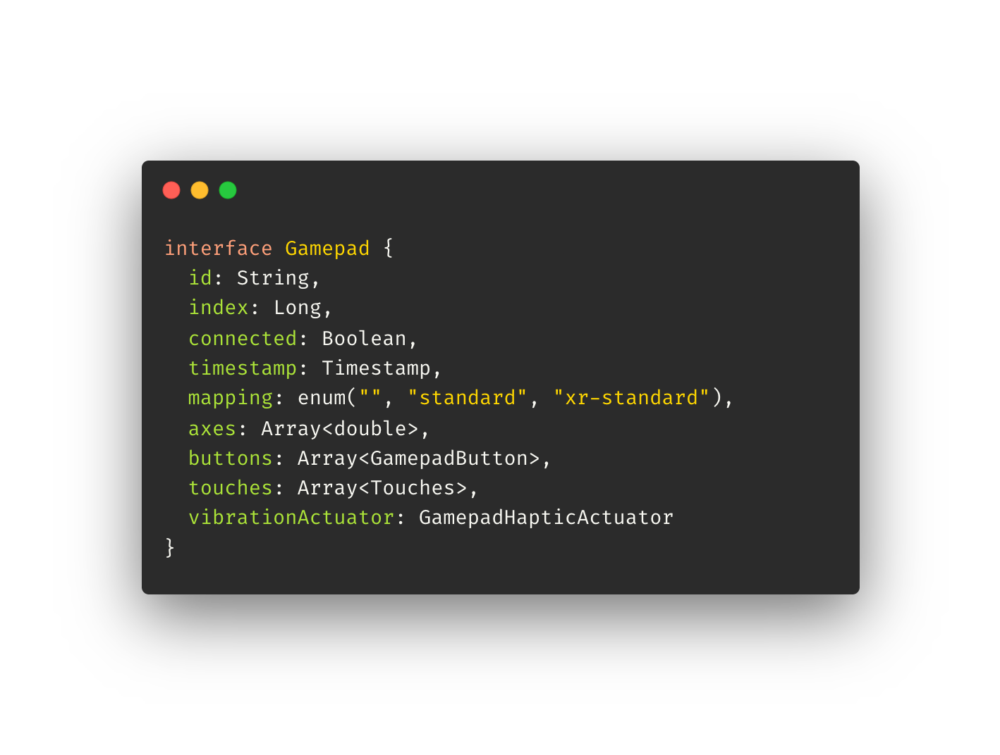 interface Gamepad {
  id: String,
  index: Long,
  connected: Boolean,
  timestamp: Timestamp,
  mapping: enum("", "standard", "xr-standard"),
  axes: Array<double>,
  buttons: Array<GamepadButton>,
  touches: Array<Touches>,
  vibrationActuator: GamepadHapticActuator
}